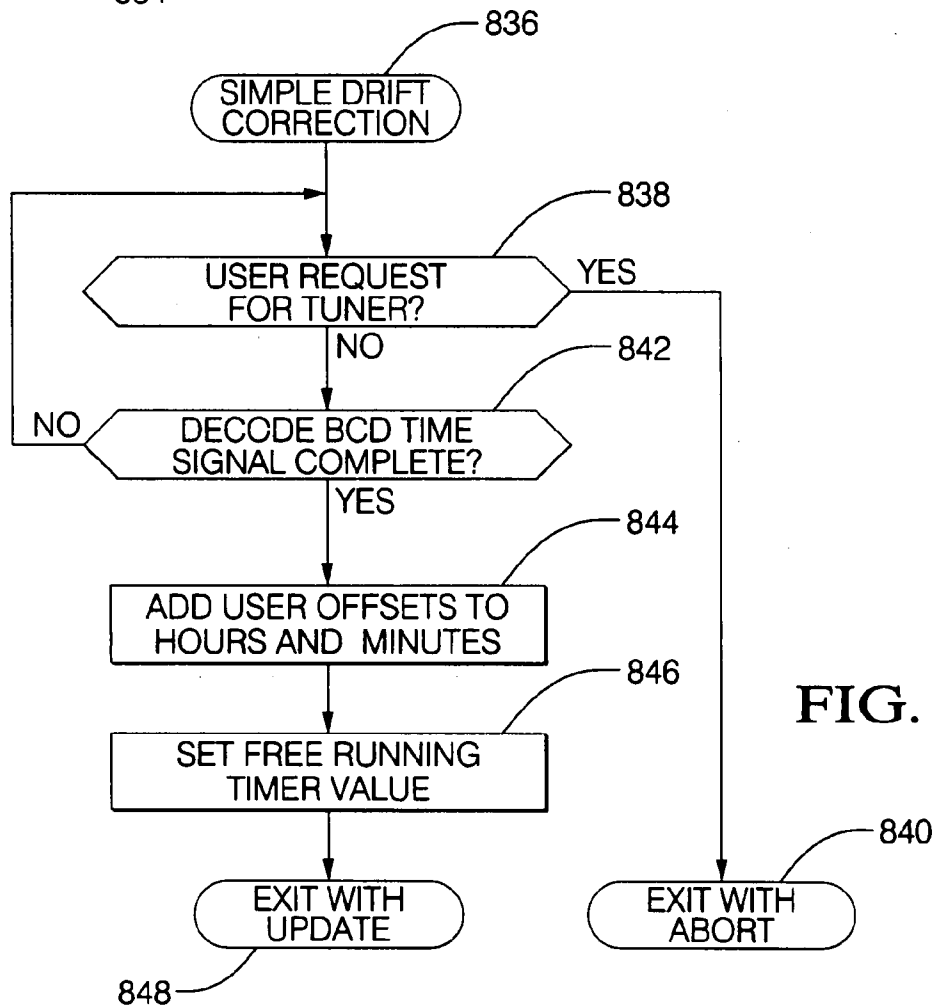 836
SIMPLE DRIFT
CORRECTION
838
USER REQUEST
FOR TUNER?
YES
NO
842
NO
DECODE BCD TIME
SIGNAL COMPLETE?
YES
844
ADD USER OFFSETS TO
HOURS AND MINUTES
846
SET FREE RUNNING
TIMER VALUE
FIG.
840
EXIT WITH
UPDATE
EXIT WITH
ABORT
848